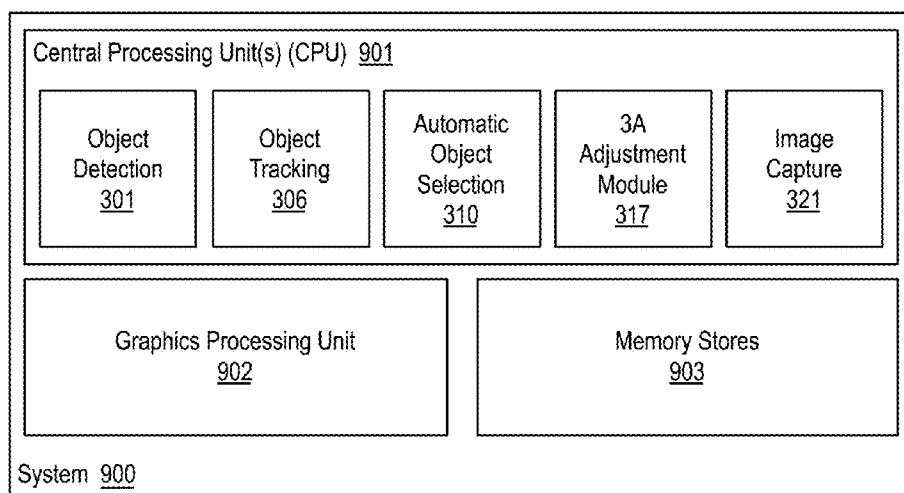 Central Processing Unit(s) (CPU) 901
Object
Detection
301
Object
Tracking
306
Automatic
Object
Selection
310
3A
Adjustment
Module
317
Image
Capture
321
Graphics Processing Unit
902
Memory Stores
903
System 900